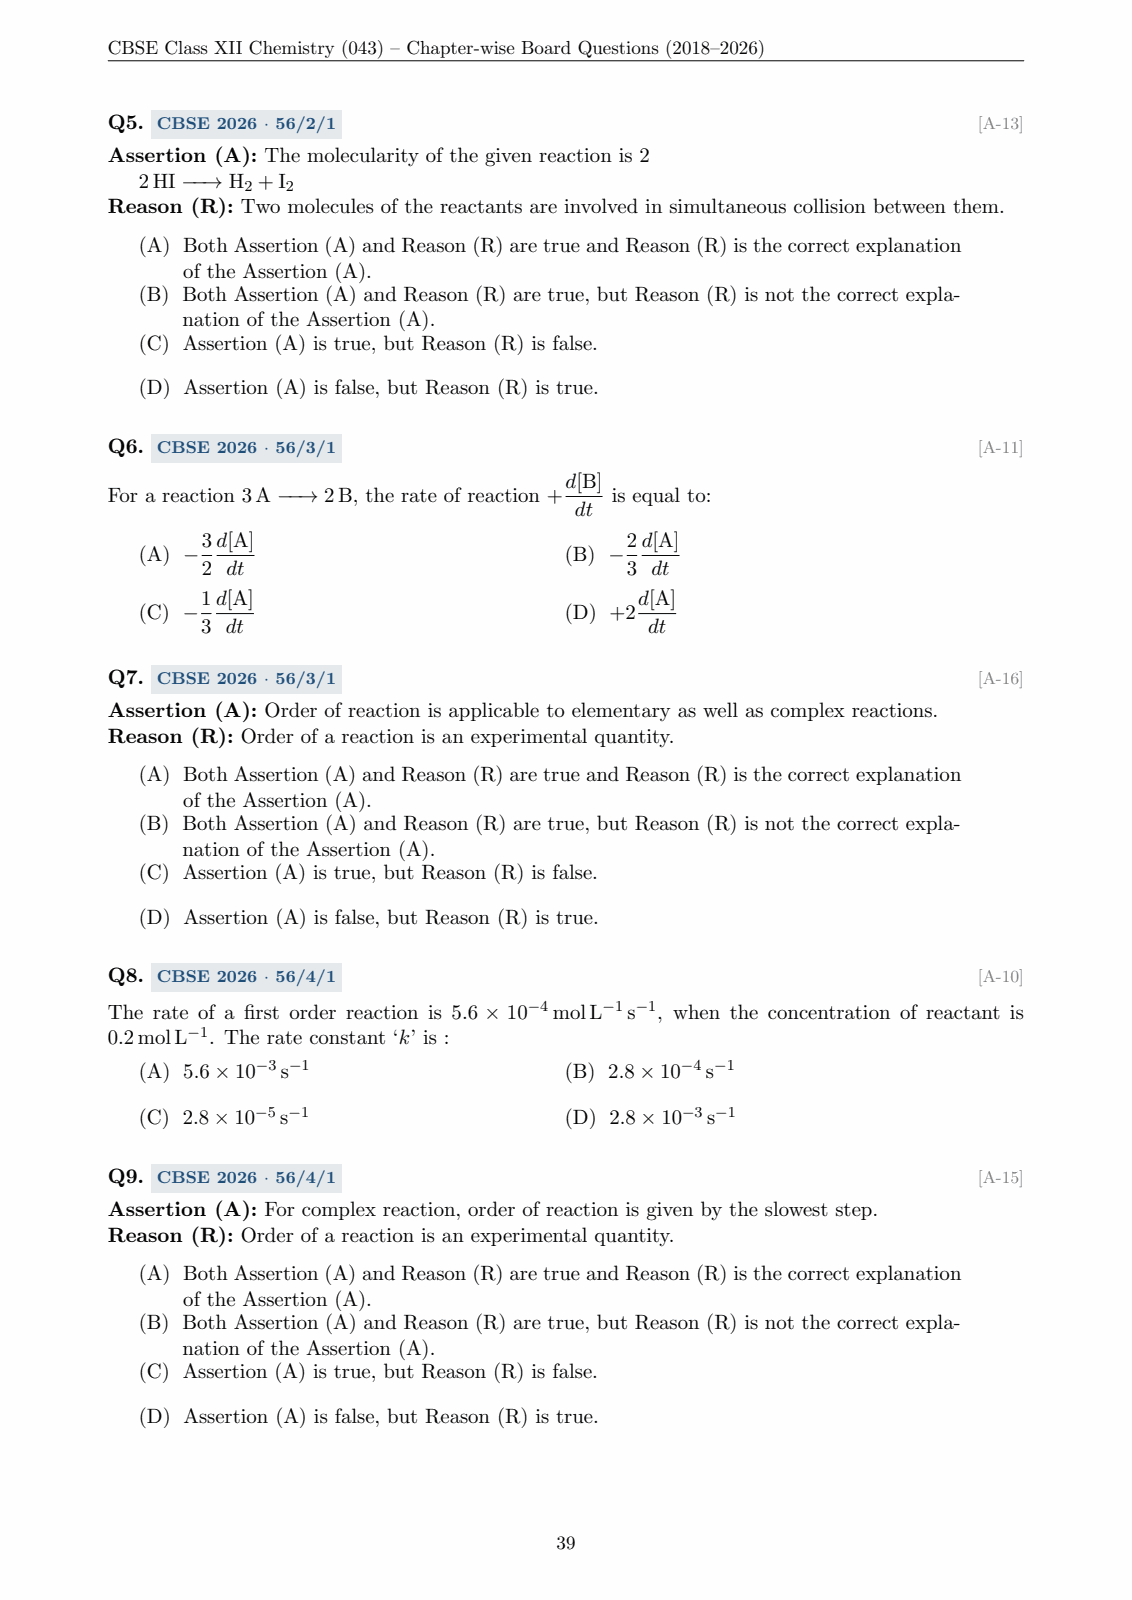 CBSE Class XII Chemistry (043) – Chapter-wise Board Questions (2018–2026)
Q5. CBSE 2026 · 56/2/1 [A-13]
Assertion (A): The molecularity of the given reaction is 2
2 HI ⟶ H₂ + I₂
Reason (R): Two molecules of the reactants are involved in simultaneous collision between them.
(A) Both Assertion (A) and Reason (R) are true and Reason (R) is the correct explanation
of the Assertion (A).
(B) Both Assertion (A) and Reason (R) are true, but Reason (R) is not the correct expla-
nation of the Assertion (A).
(C) Assertion (A) is true, but Reason (R) is false.
(D) Assertion (A) is false, but Reason (R) is true.
Q6. CBSE 2026 · 56/3/1 [A-11]
For a reaction 3 A ⟶ 2 B, the rate of reaction +d[B]/dt is equal to:
(A) −3/2 d[A]/dt (B) −2/3 d[A]/dt
(C) −1/3 d[A]/dt (D) +2 d[A]/dt
Q7. CBSE 2026 · 56/3/1 [A-16]
Assertion (A): Order of reaction is applicable to elementary as well as complex reactions.
Reason (R): Order of a reaction is an experimental quantity.
(A) Both Assertion (A) and Reason (R) are true and Reason (R) is the correct explanation
of the Assertion (A).
(B) Both Assertion (A) and Reason (R) are true, but Reason (R) is not the correct expla-
nation of the Assertion (A).
(C) Assertion (A) is true, but Reason (R) is false.
(D) Assertion (A) is false, but Reason (R) is true.
Q8. CBSE 2026 · 56/4/1 [A-10]
The rate of a first order reaction is 5.6 × 10⁻⁴ mol L⁻¹ s⁻¹, when the concentration of reactant is
0.2 mol L⁻¹. The rate constant ‘k’ is :
(A) 5.6 × 10⁻³ s⁻¹ (B) 2.8 × 10⁻⁴ s⁻¹
(C) 2.8 × 10⁻⁵ s⁻¹ (D) 2.8 × 10⁻³ s⁻¹
Q9. CBSE 2026 · 56/4/1 [A-15]
Assertion (A): For complex reaction, order of reaction is given by the slowest step.
Reason (R): Order of a reaction is an experimental quantity.
(A) Both Assertion (A) and Reason (R) are true and Reason (R) is the correct explanation
of the Assertion (A).
(B) Both Assertion (A) and Reason (R) are true, but Reason (R) is not the correct expla-
nation of the Assertion (A).
(C) Assertion (A) is true, but Reason (R) is false.
(D) Assertion (A) is false, but Reason (R) is true.
39